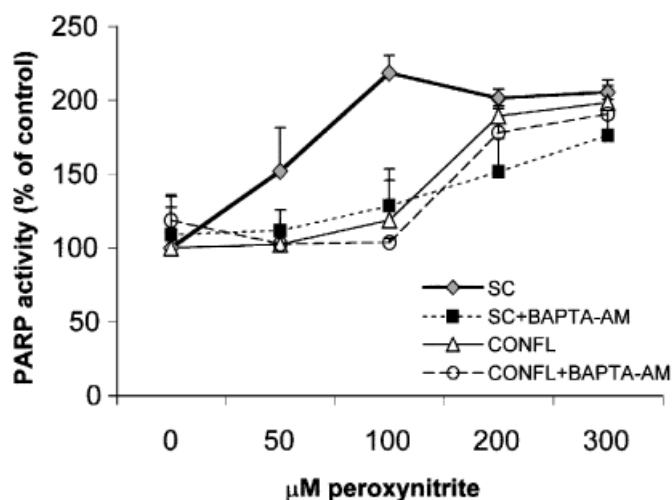 250
200
150
100
50
0
PARP activity (% of control)
SC
SC+BAPTA-AM
CONFL
CONFL+BAPTA-AM
0 50 100 200 300
μM peroxynitrite